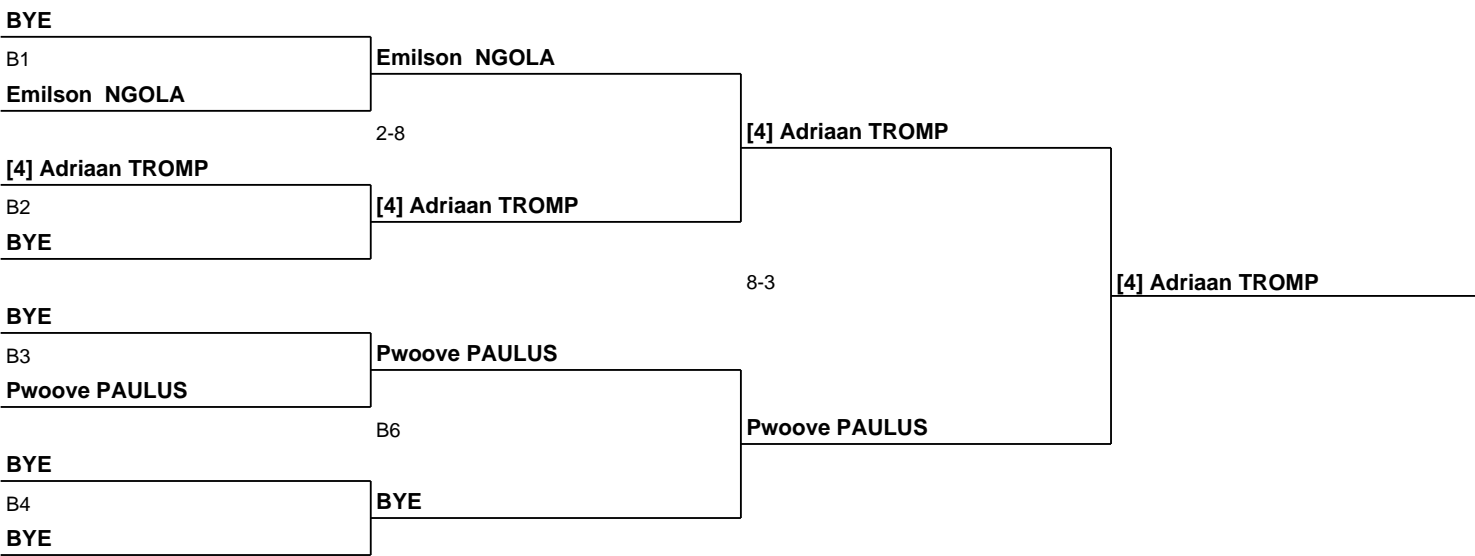 BYE
B1
Emilson  NGOLA
Emilson  NGOLA
2-8
[4] Adriaan TROMP
[4] Adriaan TROMP
B2
[4] Adriaan TROMP
BYE
8-3
[4] Adriaan TROMP
BYE
B3
Pwoove PAULUS
Pwoove PAULUS
B6
Pwoove PAULUS
BYE
B4
BYE
BYE